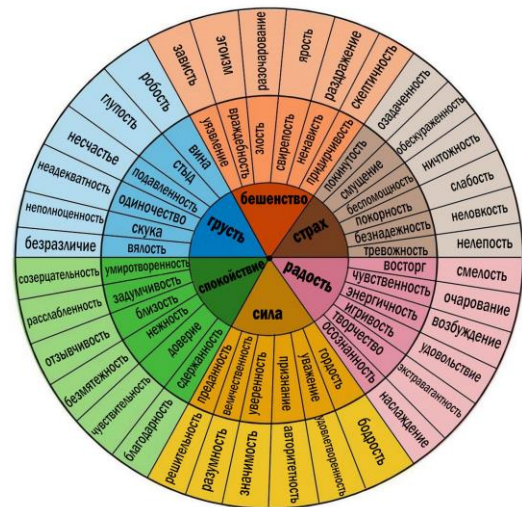 бешенство
страх
радость
сила
спокойствие
грусть
уязвление
враждебность
злость
свирепость
ненависть
придирчивость
покинутость
смущение
беспомощность
покорность
безнадежность
тревожность
восторг
чувственность
энергичность
игривость
творчество
осознанность
гордость
уважение
признание
уверенность
величественность
преданность
сдержанность
доверие
нежность
близость
задумчивость
умиротворенность
вялость
скука
одиночество
подавленность
стыд
вина
зависть
эгоизм
разочарование
ярость
раздражение
скептичность
озадаченность
обескураженность
ничтожность
слабость
неловкость
нелепость
смелость
очарование
возбуждение
удовольствие
экстравагантность
наслаждение
бодрость
удовлетворенность
авторитетность
значимость
разумность
решительность
благодарность
чувствительность
безмятежность
отзывчивость
расслабленность
созерцательность
безразличие
неполноценность
неадекватность
несчастье
глупость
робость